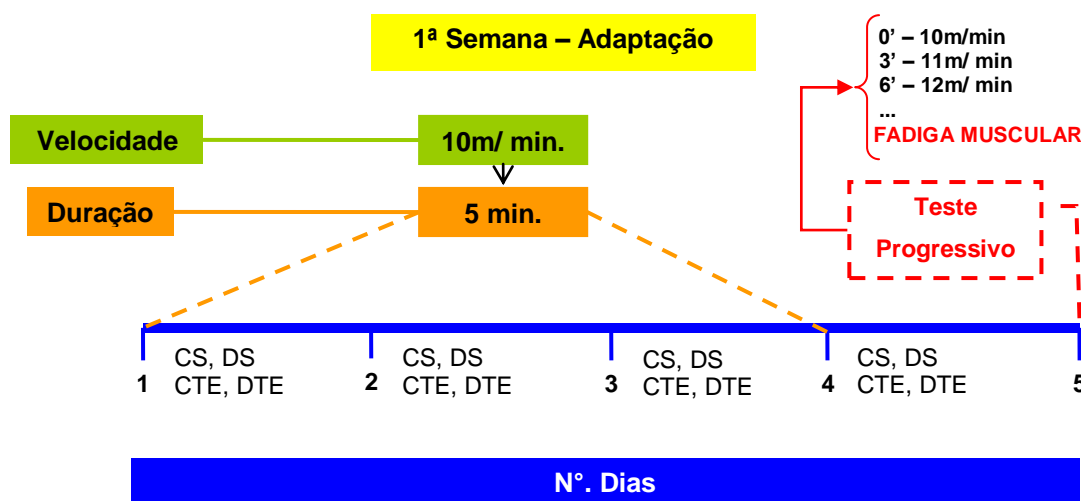 1ª Semana – Adaptação
0’ – 10m/min
3’ – 11m/ min
6’ – 12m/ min
...
FADIGA MUSCULAR
Velocidade
10m/ min.
Duração
5 min.
Teste
Progressivo
CS, DS
CTE, DTE
CS, DS
CTE, DTE
CS, DS
CTE, DTE
CS, DS
CTE, DTE
1
2
3
4
5
N°. Dias